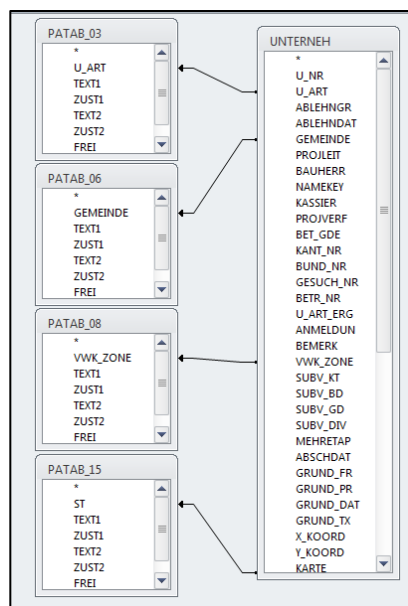 PATAB_03
*
U_ART
TEXT1
ZUST1
TEXT2
ZUST2
FREI
PATAB_06
*
GEMEINDE
TEXT1
ZUST1
TEXT2
ZUST2
FREI
PATAB_08
*
VWK_ZONE
TEXT1
ZUST1
TEXT2
ZUST2
FREI
PATAB_15
*
ST
TEXT1
ZUST1
TEXT2
ZUST2
FREI
UNTERNEH
*
U_NR
U_ART
ABLEHNGR
ABLEHNDAT
GEMEINDE
PROJLEIT
BAUHERR
NAMEKEY
KASSIER
PROJVERF
BET_GDE
KANT_NR
BUND_NR
GESUCH_NR
BETR_NR
U_ART_ERG
ANMELDUN
BEMERK
VWK_ZONE
SUBV_KT
SUBV_BD
SUBV_GD
SUBV_DIV
MEHRETAP
ABSCHDAT
GRUND_FR
GRUND_PR
GRUND_DAT
GRUND_TX
X_KOORD
Y_KOORD
KARTE